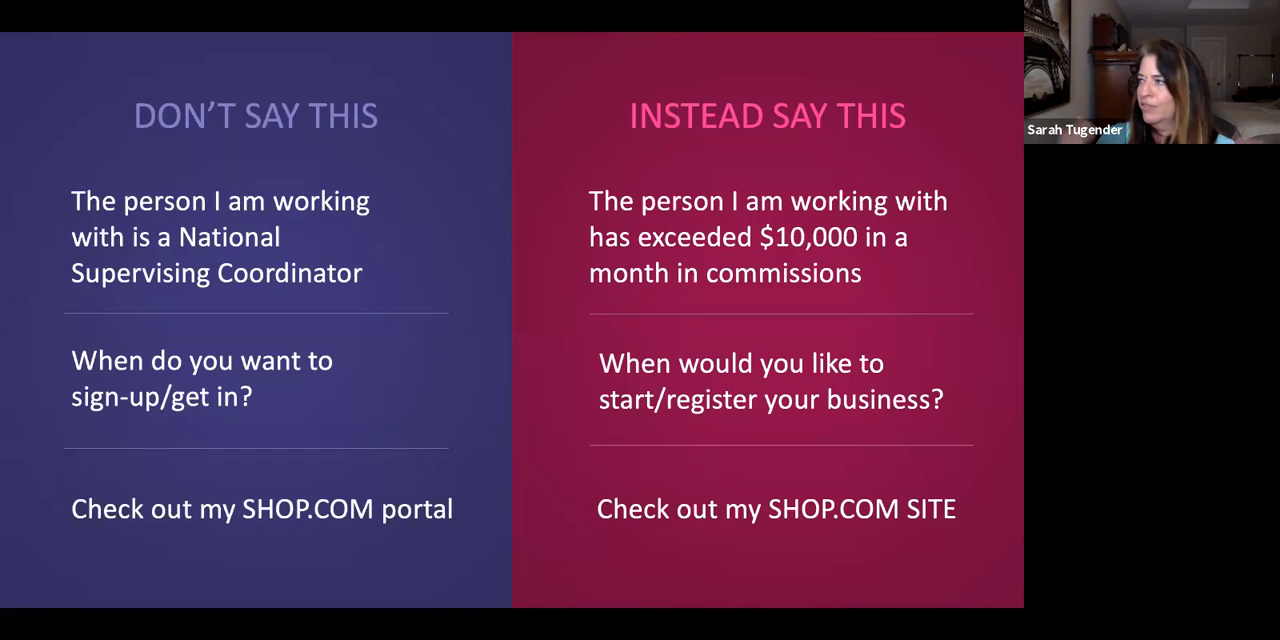 DON'T SAY THIS
The person I am working
with is a National
Supervising Coordinator
When do you want to
sign-up/get in?
Check out my SHOP.COM portal
INSTEAD SAY THIS
The person I am working with
has exceeded $10,000 in a
month in commissions
When would you like to
start/register your business?
Check out my SHOP.COM SITE
Sarah Tugender